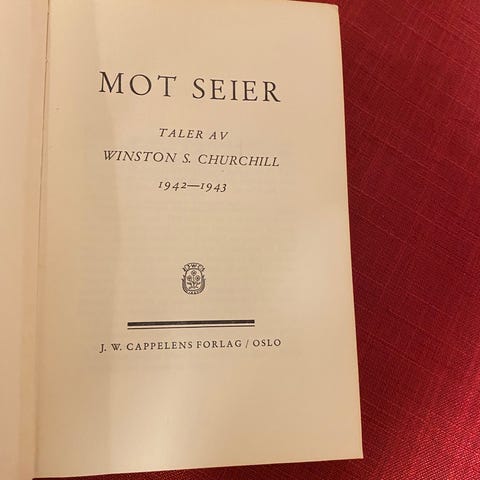 MOT SEIER
TALER AV
WINSTON S. CHURCHILL
1942—1943
J. W. CAPPELENS FORLAG / OSLO